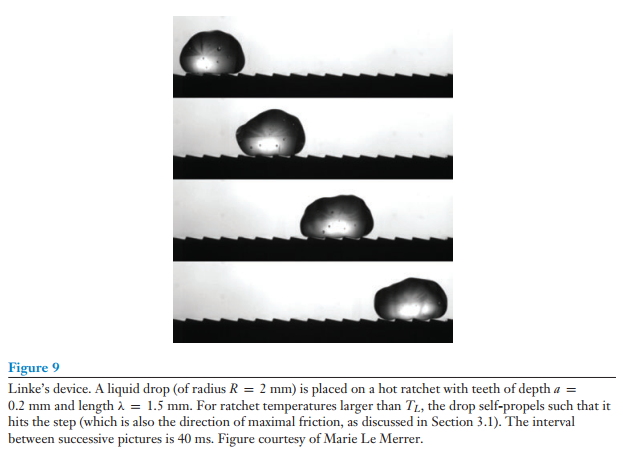 Figure 9
Linke's device. A liquid drop (of radius R = 2 mm) is placed on a hot ratchet with teeth of depth a =
0.2 mm and length λ = 1.5 mm. For ratchet temperatures larger than TL, the drop self-propels such that it
hits the step (which is also the direction of maximal friction, as discussed in Section 3.1). The interval
between successive pictures is 40 ms. Figure courtesy of Marie Le Merrer.